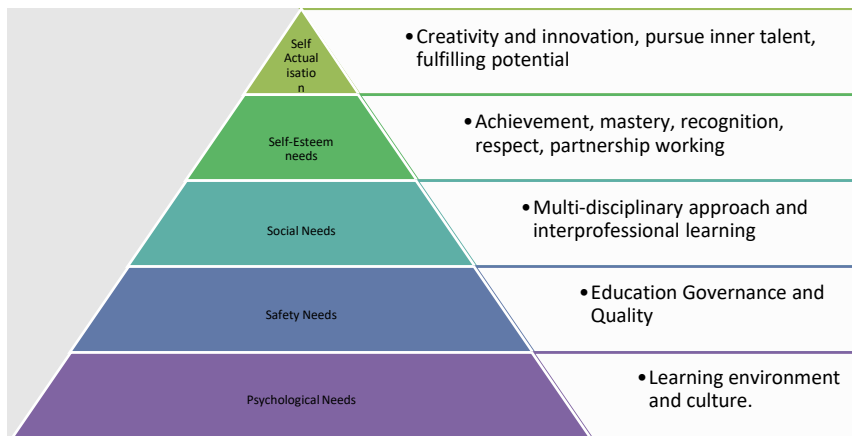 Self
Actual
isatio
n
•Creativity and innovation, pursue inner talent,
fulfilling potential
Self-Esteem
needs
•Achievement, mastery, recognition,
respect, partnership working
Social Needs
•Multi-disciplinary approach and
interprofessional learning
Safety Needs
•Education Governance and
Quality
Psychological Needs
•Learning environment
and culture.